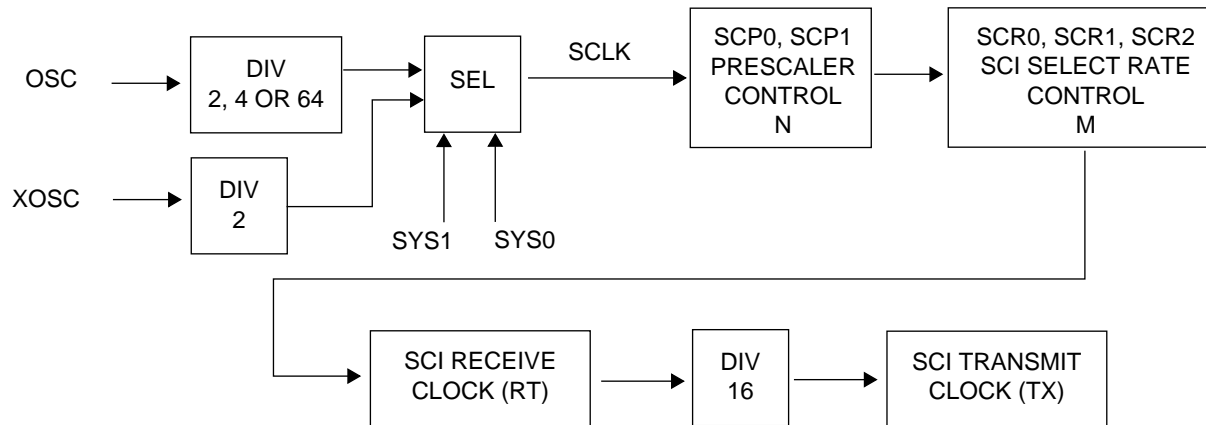 OSC
DIV
2, 4 OR 64
XOSC
DIV
2
SEL
SYS1
SYS0
SCLK
SCP0, SCP1
PRESCALER
CONTROL
N
SCR0, SCR1, SCR2
SCI SELECT RATE
CONTROL
M
SCI RECEIVE
CLOCK (RT)
DIV
16
SCI TRANSMIT
CLOCK (TX)